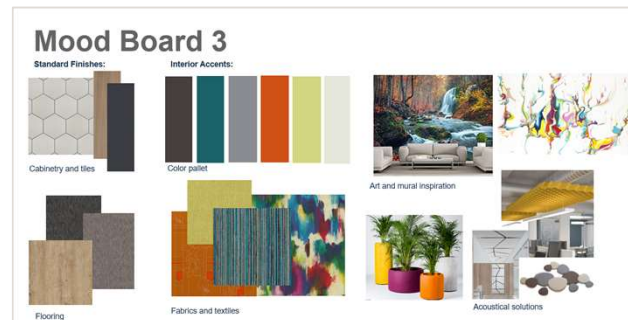 Mood Board 3
Standard Finishes:
Interior Accents:
Cabinetry and tiles
Color pallet
Art and mural inspiration
Flooring
Fabrics and textiles
Acoustical solutions